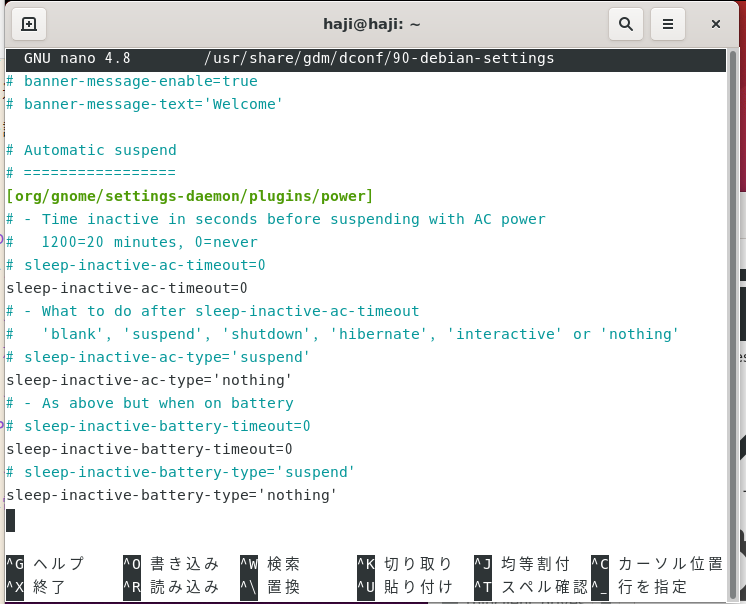 haji@haji: ~
GNU nano 4.8 /usr/share/gdm/dconf/90-debian-settings
# banner-message-enable=true
# banner-message-text='Welcome'
# Automatic suspend
# =================
[org/gnome/settings-daemon/plugins/power]
# - Time inactive in seconds before suspending with AC power
#   1200=20 minutes, 0=never
# sleep-inactive-ac-timeout=0
sleep-inactive-ac-timeout=0
# - What to do after sleep-inactive-ac-timeout
#   'blank', 'suspend', 'shutdown', 'hibernate', 'interactive' or 'nothing'
# sleep-inactive-ac-type='suspend'
sleep-inactive-ac-type='nothing'
# - As above but when on battery
# sleep-inactive-battery-timeout=0
sleep-inactive-battery-timeout=0
# sleep-inactive-battery-type='suspend'
sleep-inactive-battery-type='nothing'
^G ヘルプ ^O 書き込み ^W 検索 ^K 切り取り ^J 均等割付 ^C カーソル位置
^X 終了 ^R 読み込み ^\ 置換 ^U 貼り付け ^T スペル確認 ^_ 行を指定